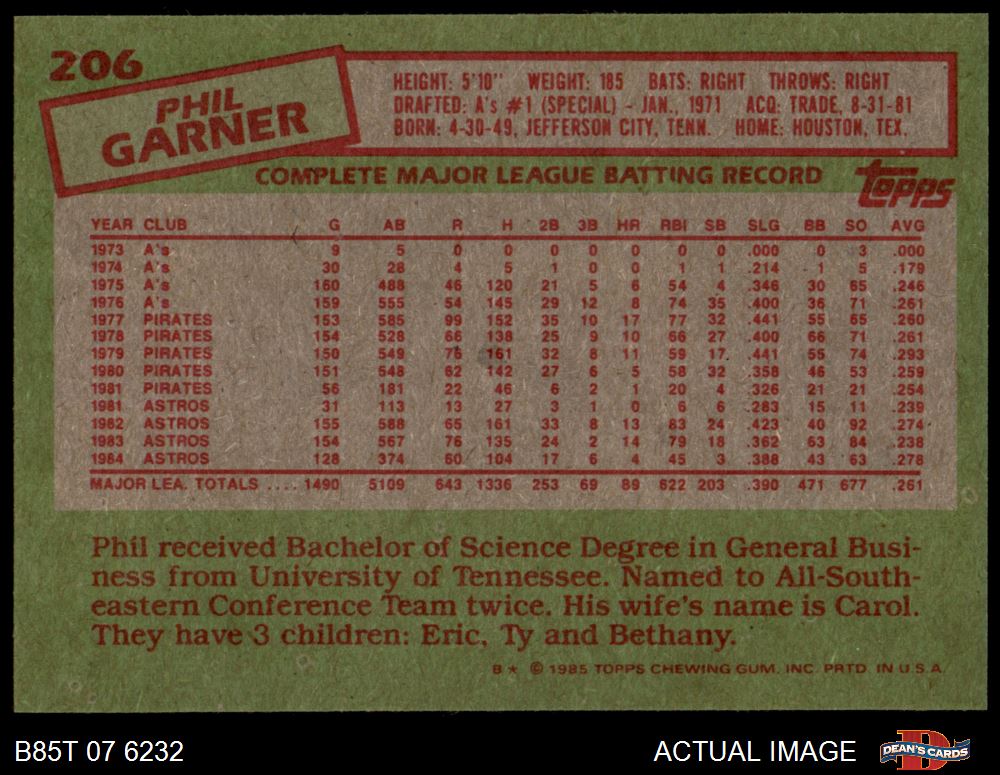 206
PHIL
GARNER
HEIGHT: 5'10" WEIGHT: 185 BATS: RIGHT THROWS: RIGHT
DRAFTED: A's #1 (SPECIAL) - JAN., 1971 ACQ: TRADE, 8-31-81
BORN: 4-30-49, JEFFERSON CITY, TENN. HOME: HOUSTON, TEX.
COMPLETE MAJOR LEAGUE BATTING RECORD
topps
YEAR CLUB G AB R H 2B 3B HR RBI SB SLG BB SO AVG
1973 A's 9 5 0 0 0 0 0 0 0 .000 0 3 .000
1974 A's 30 28 4 5 1 0 0 1 1 .214 1 5 .179
1975 A's 160 488 46 120 21 5 6 54 4 .346 30 65 .246
1976 A's 159 555 54 145 29 12 8 74 35 .400 36 71 .261
1977 PIRATES 153 585 99 152 35 10 17 77 32 .441 55 65 .260
1978 PIRATES 154 528 66 138 25 9 10 66 27 .400 66 71 .261
1979 PIRATES 150 549 76 161 32 8 11 59 17 .441 55 74 .293
1980 PIRATES 151 548 62 142 27 6 5 58 32 .358 46 53 .259
1981 PIRATES 56 181 22 46 6 2 1 20 4 .326 21 21 .254
1981 ASTROS 31 113 13 27 3 1 0 6 6 .283 15 11 .239
1982 ASTROS 155 588 65 161 33 8 13 83 24 .423 40 92 .274
1983 ASTROS 154 567 76 135 24 2 14 79 18 .362 63 84 .238
1984 ASTROS 128 374 60 104 17 6 4 45 3 .388 43 63 .278
MAJOR LEA. TOTALS .... 1490 5109 643 1336 253 69 89 622 203 .390 471 677 .261
Phil received Bachelor of Science Degree in General Busi-
ness from University of Tennessee. Named to All-South-
eastern Conference Team twice. His wife's name is Carol.
They have 3 children: Eric, Ty and Bethany.
B* © 1985 TOPPS CHEWING GUM, INC. PRTD. IN U.S.A.
B85T 07 6232
ACTUAL IMAGE
D
DEAN'S CARDS